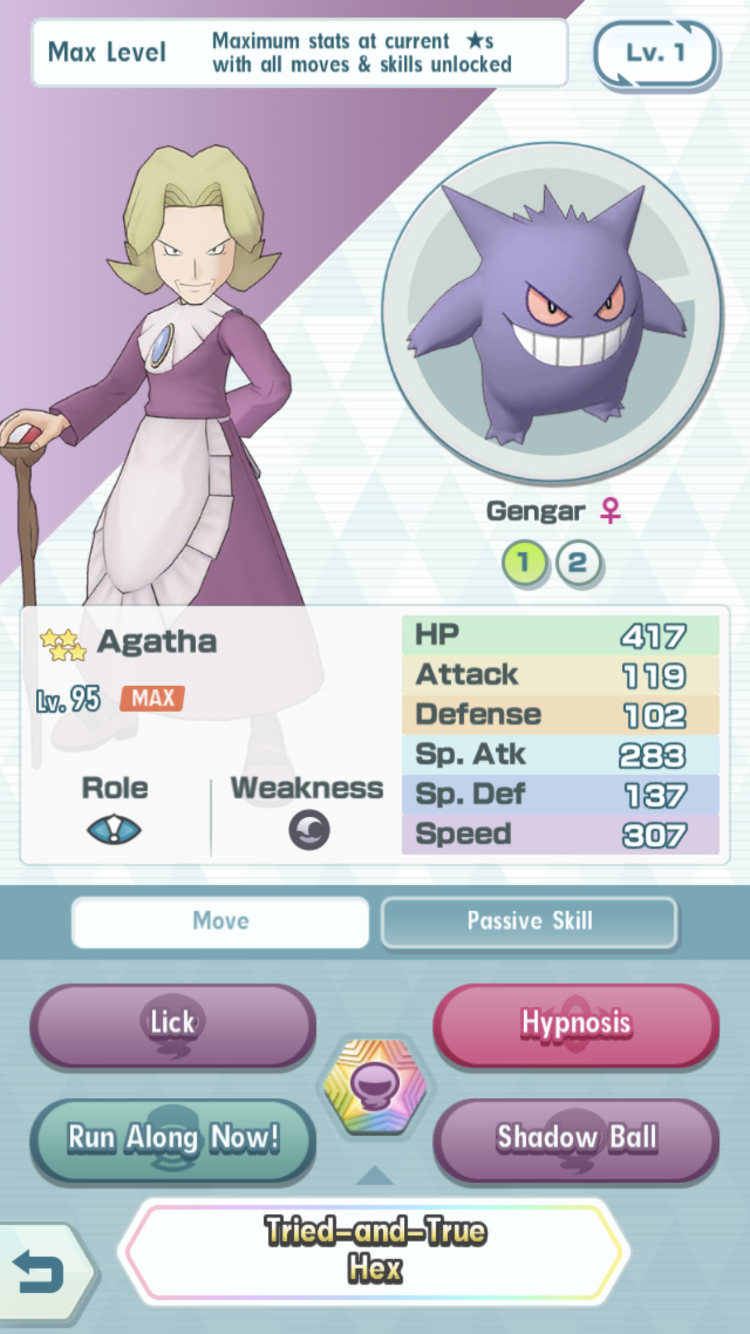 Max Level
Maximum stats at current ★s
with all moves & skills unlocked
Lv. 1
Gengar ♀
1 2
Agatha
Lv. 95 MAX
Role
Weakness
HP 417
Attack 119
Defense 102
Sp. Atk 283
Sp. Def 137
Speed 307
Move
Passive Skill
Lick
Hypnosis
Run Along Now!
Shadow Ball
Tried-and-True
Hex